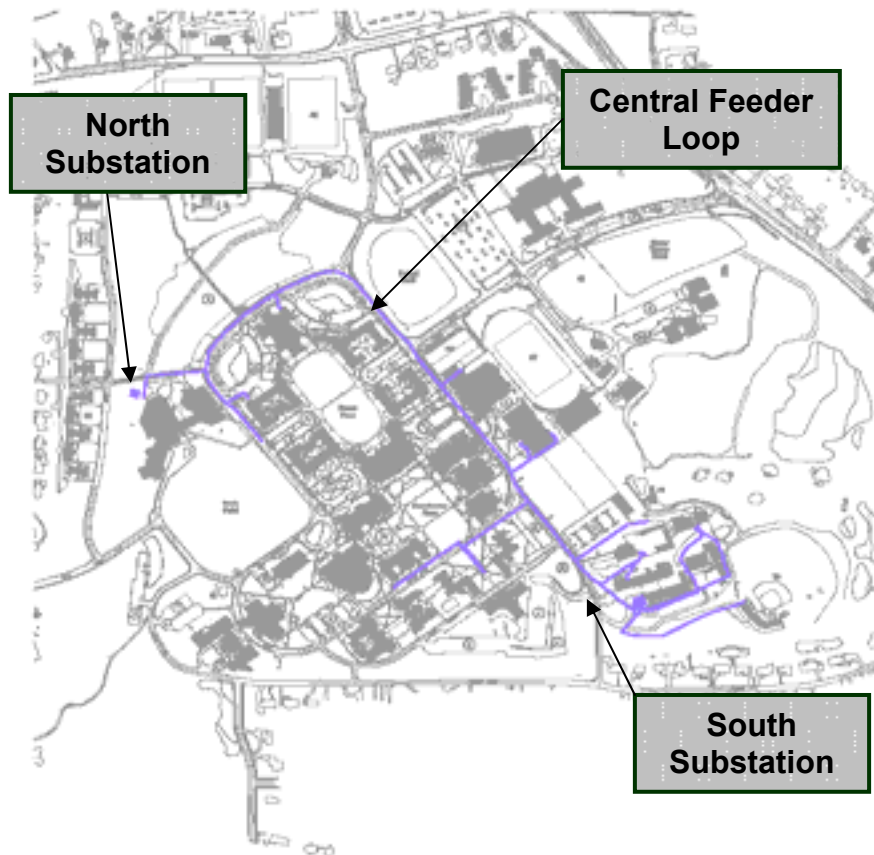 Central Feeder
Loop
North
Substation
South
Substation